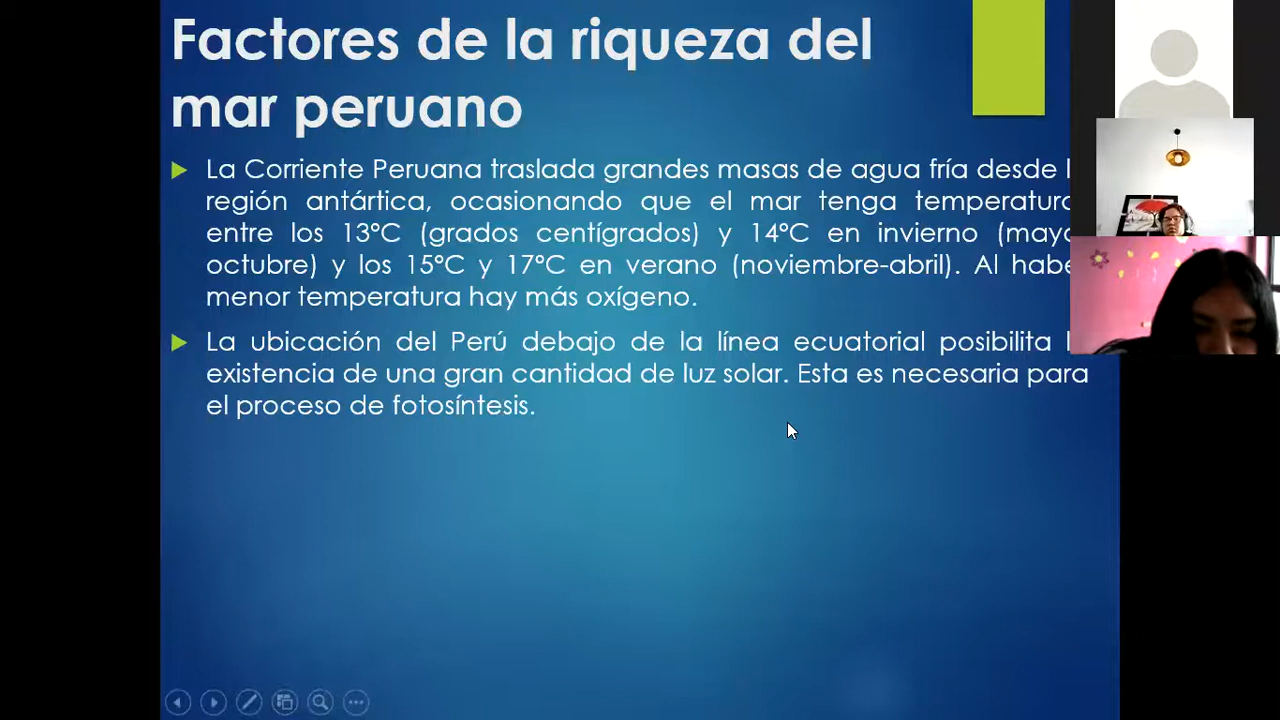 Factores de la riqueza del
mar peruano
La Corriente Peruana traslada grandes masas de agua fría desde
región antártica, ocasionando que el mar tenga
entre los 13°C (grados centígrados) y 14°C en invierno
octubre) y los 15°C y 17°C en verano (noviembre-abril). Al
menor temperatura hay más oxígeno.
La ubicación del Perú debajo de la línea ecuatorial posibilita
existencia de una gran cantidad de luz solar. Esta es necesaria para
el proceso de fotosíntesis.